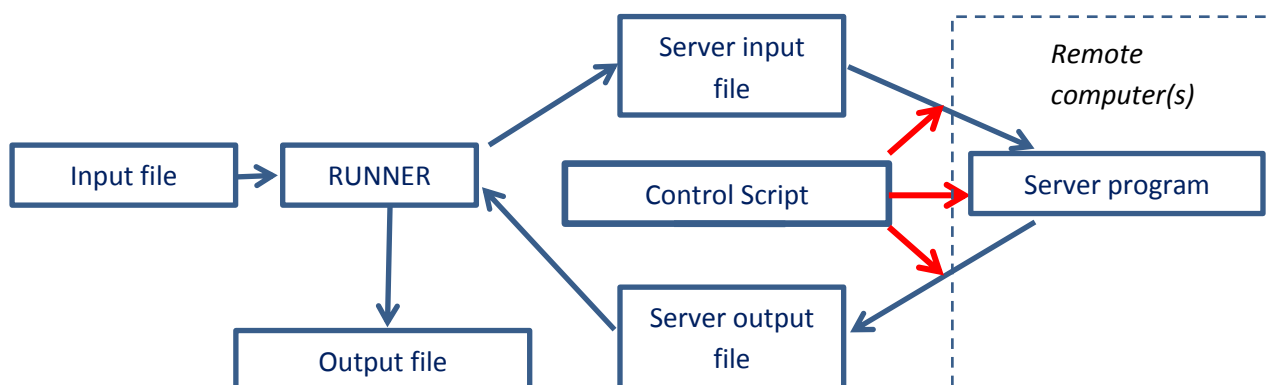 Server input
file
Remote
computer(s)
Input file
RUNNER
Control Script
Server program
Server output
file
Output file